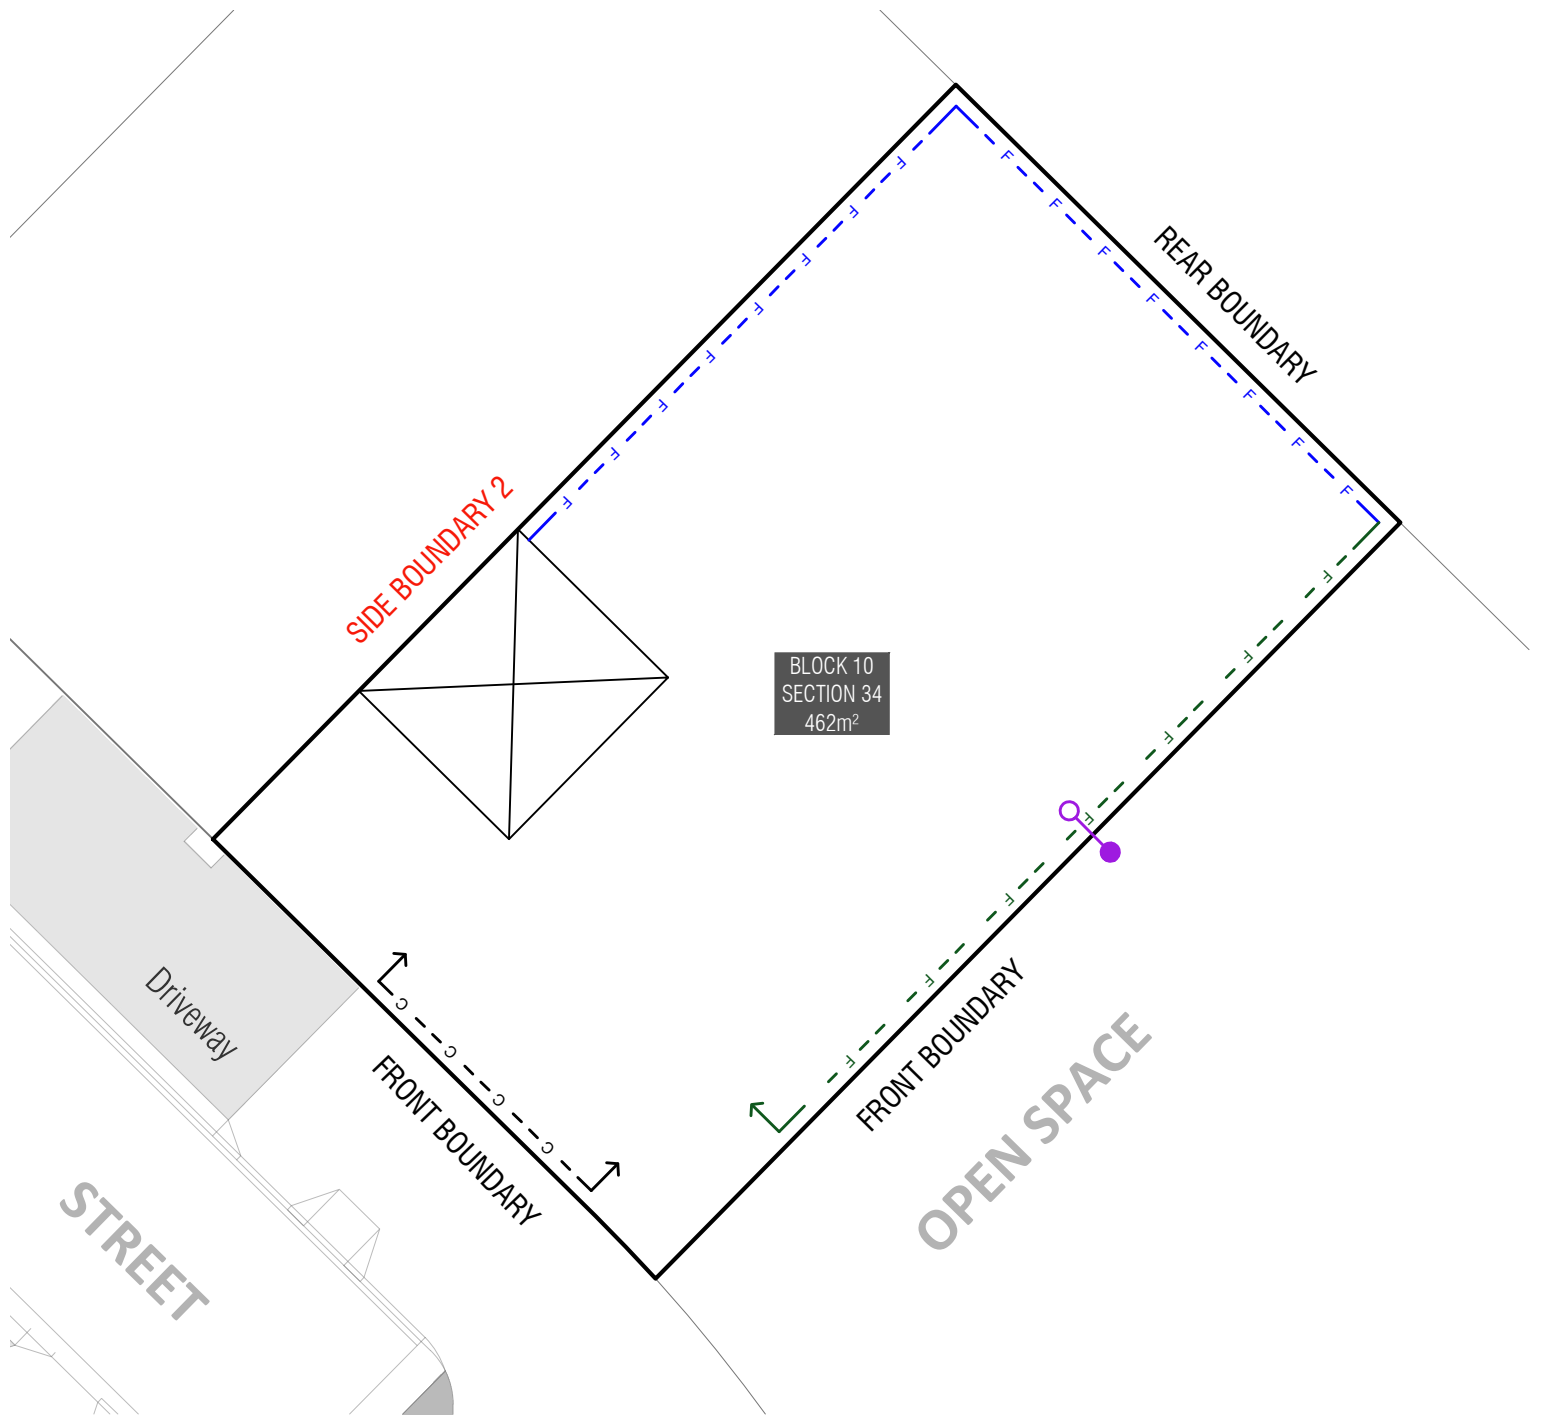 REAR BOUNDARY
F F F F F F F F
F F F F F F F F
SIDE BOUNDARY 2
BLOCK 10
SECTION 34
462m²
F F F F F F F
Driveway
C C C C
FRONT BOUNDARY
FRONT BOUNDARY
OPEN SPACE
STREET